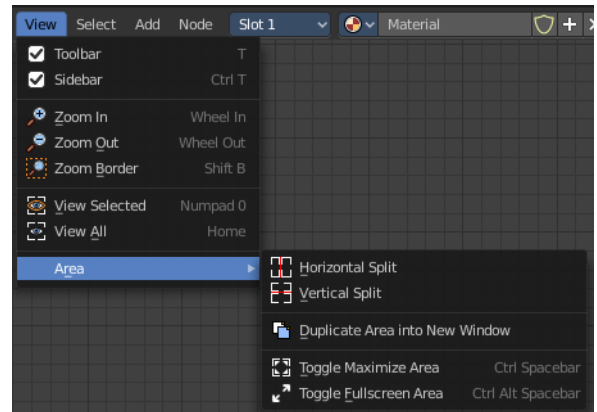 View Select Add Node Slot 1 Material
Toolbar T
Sidebar Ctrl T
Zoom In Wheel In
Zoom Out Wheel Out
Zoom Border Shift B
View Selected Numpad 0
View All Home
Area
Horizontal Split
Vertical Split
Duplicate Area into New Window
Toggle Maximize Area Ctrl Spacebar
Toggle Fullscreen Area Ctrl Alt Spacebar